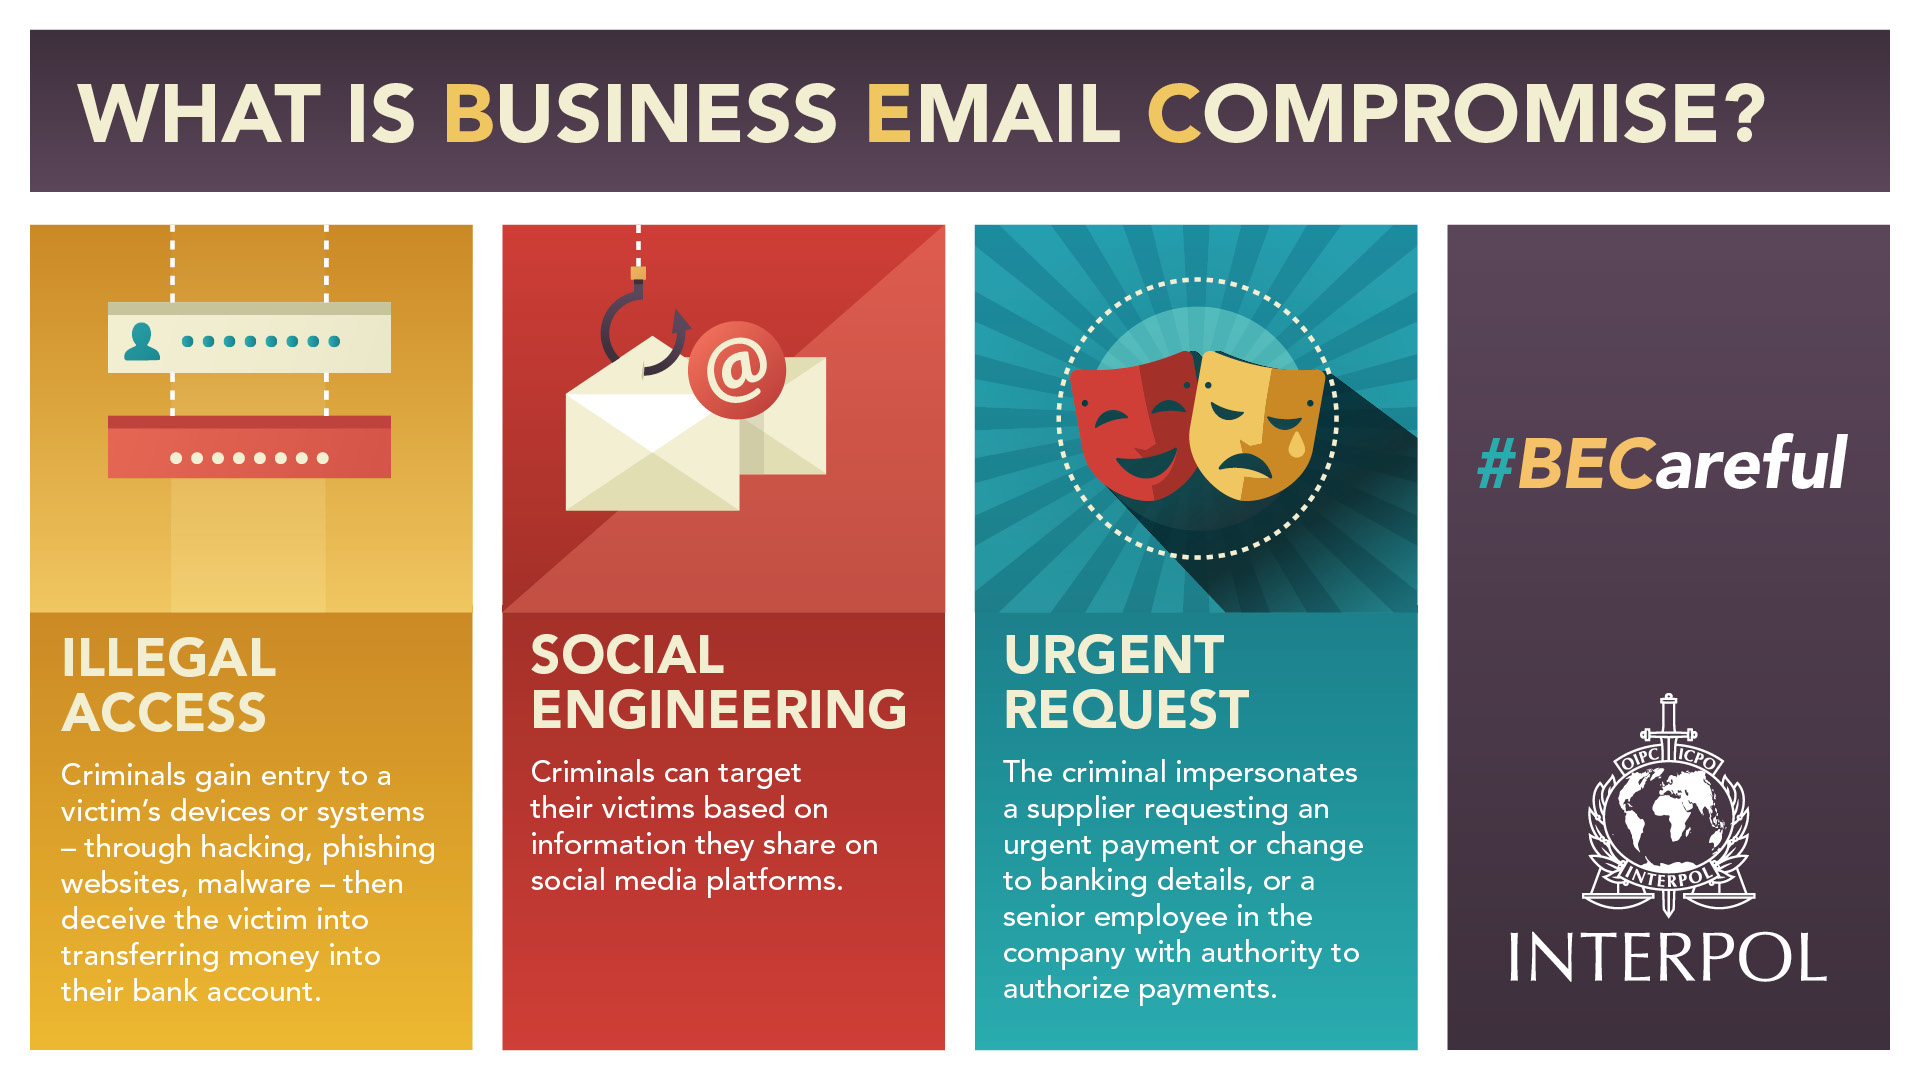 WHAT IS BUSINESS EMAIL COMPROMISE?
ILLEGAL
ACCESS
Criminals gain entry to a
victim's devices or systems
– through hacking, phishing
websites, malware – then
deceive the victim into
transferring money into
their bank account.
@
SOCIAL
ENGINEERING
Criminals can target
their victims based on
information they share on
social media platforms.
URGENT
REQUEST
The criminal impersonates
a supplier requesting an
urgent payment or change
to banking details, or a
senior employee in the
company with authority to
authorize payments.
#BECareful
OIPC ICPO
INTERPOL
INTERPOL